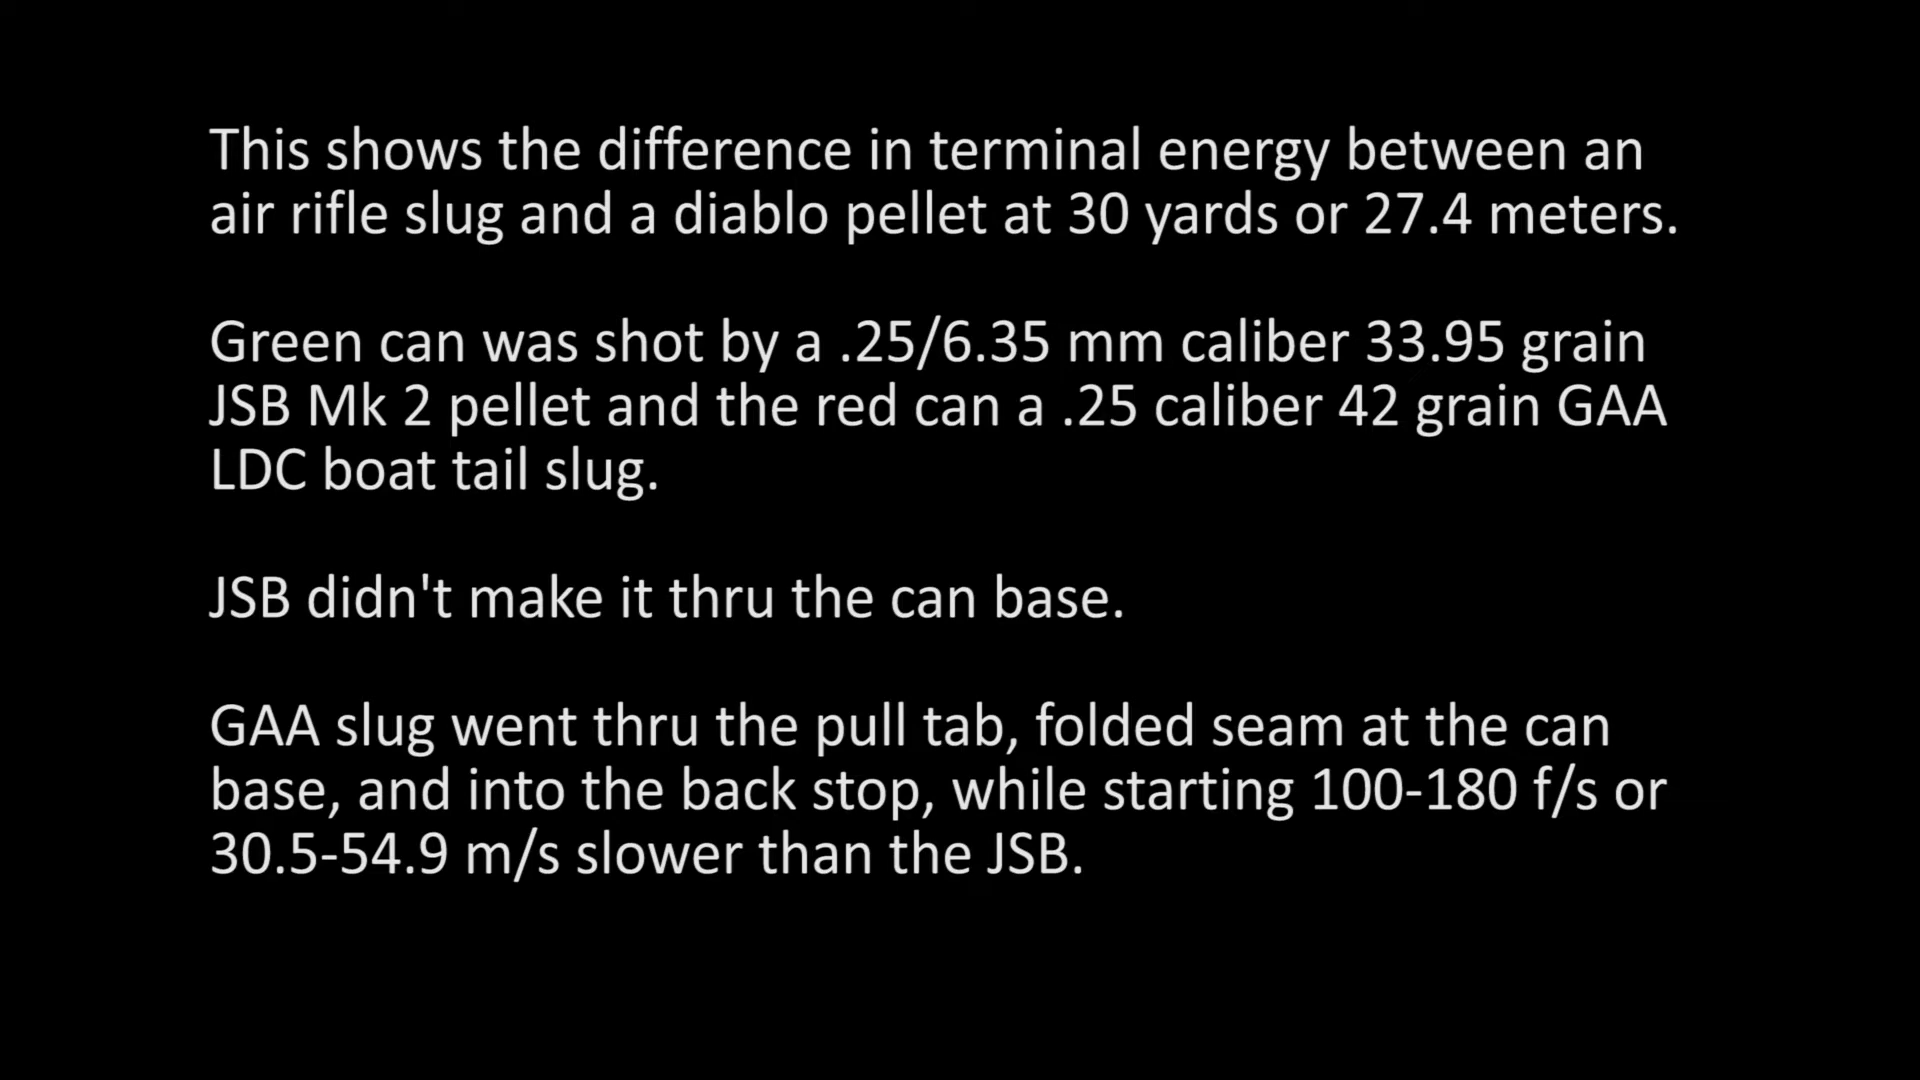 This shows the difference in terminal energy between an
air rifle slug and a diablo pellet at 30 yards or 27.4 meters.
Green can was shot by a .25/6.35 mm caliber 33.95 grain
JSB Mk 2 pellet and the red can a .25 caliber 42 grain GAA
LDC boat tail slug.
JSB didn't make it thru the can base.
GAA slug went thru the pull tab, folded seam at the can
base, and into the back stop, while starting 100-180 f/s or
30.5-54.9 m/s slower than the JSB.